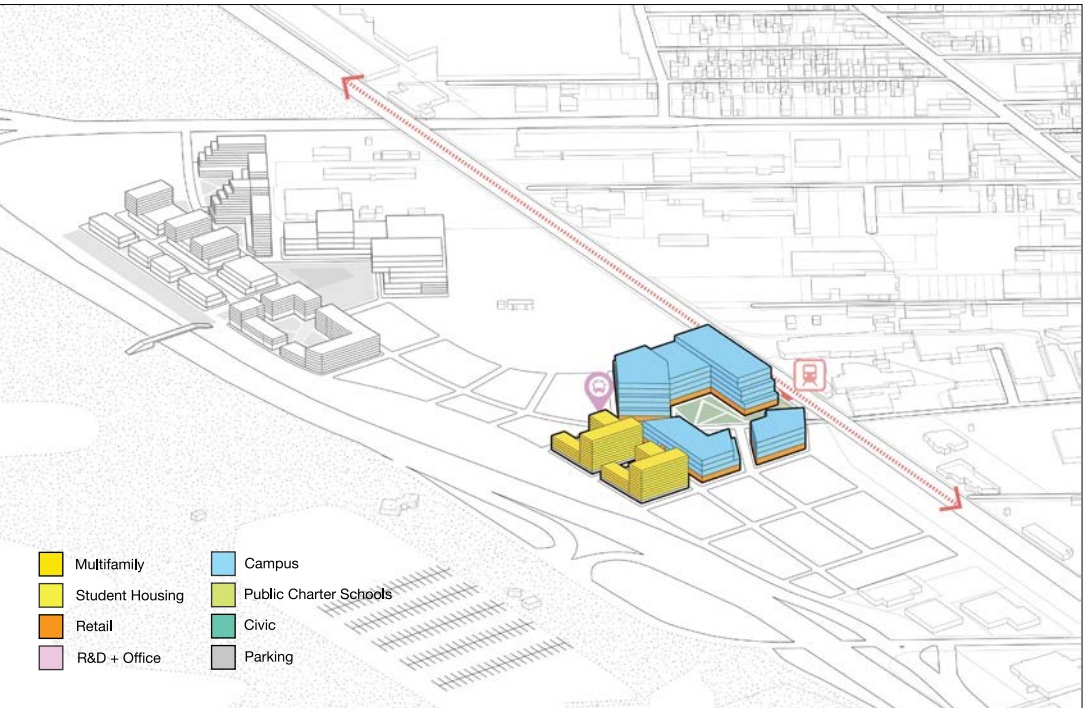 Multifamily
Student Housing
Retail
R&D + Office
Campus
Public Charter Schools
Civic
Parking